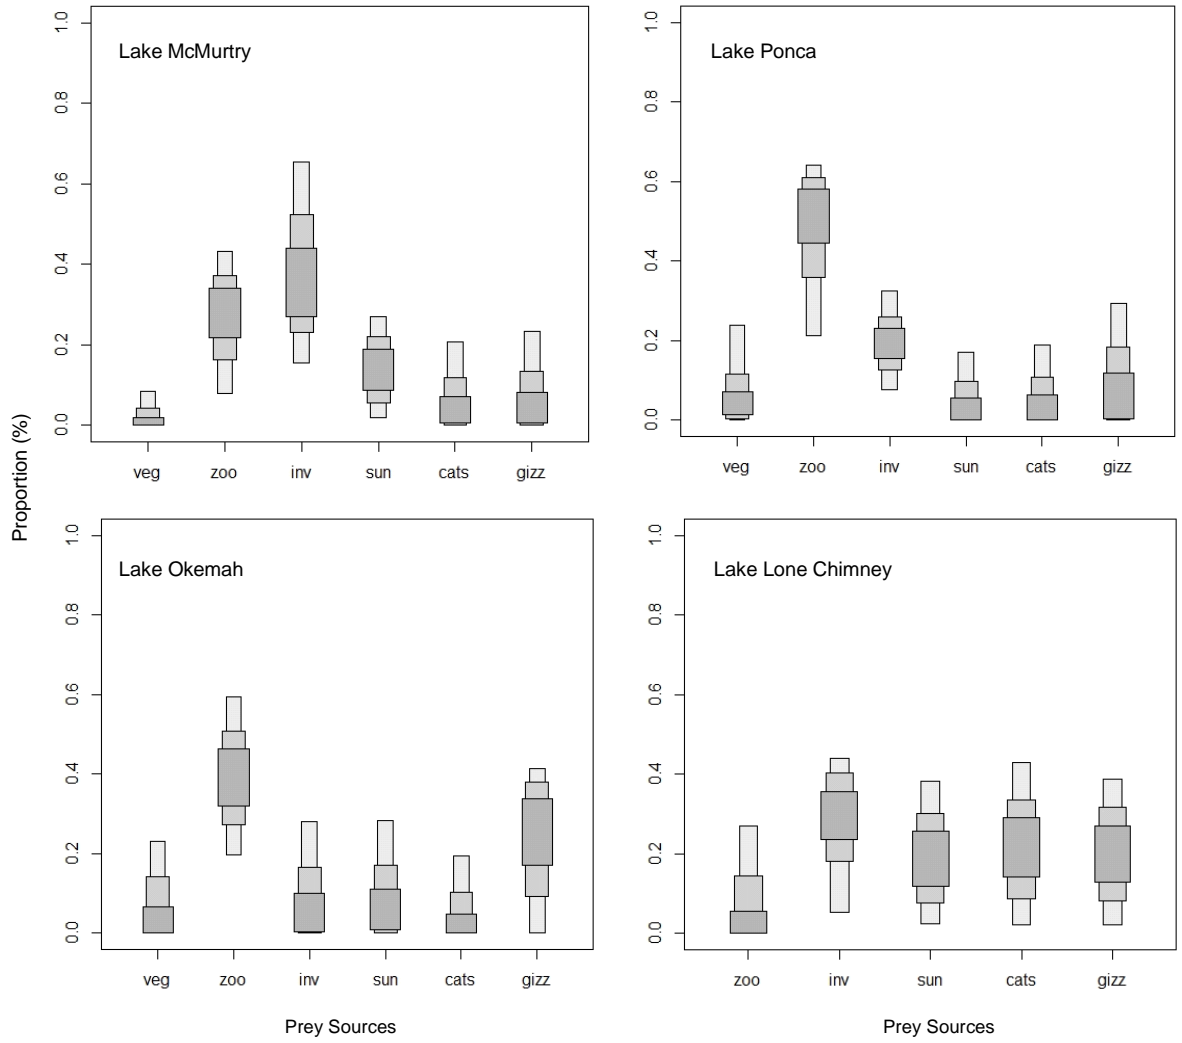 Lake McMurtry
1.0
0.8
0.6
0.4
0.2
0.0
veg zoo inv sun cats gizz
Lake Ponca
1.0
0.8
0.6
0.4
0.2
0.0
veg zoo inv sun cats gizz
Proportion (%)
Lake Okemah
1.0
0.8
0.6
0.4
0.2
0.0
veg zoo inv sun cats gizz
Prey Sources
Lake Lone Chimney
1.0
0.8
0.6
0.4
0.2
0.0
zoo inv sun cats gizz
Prey Sources